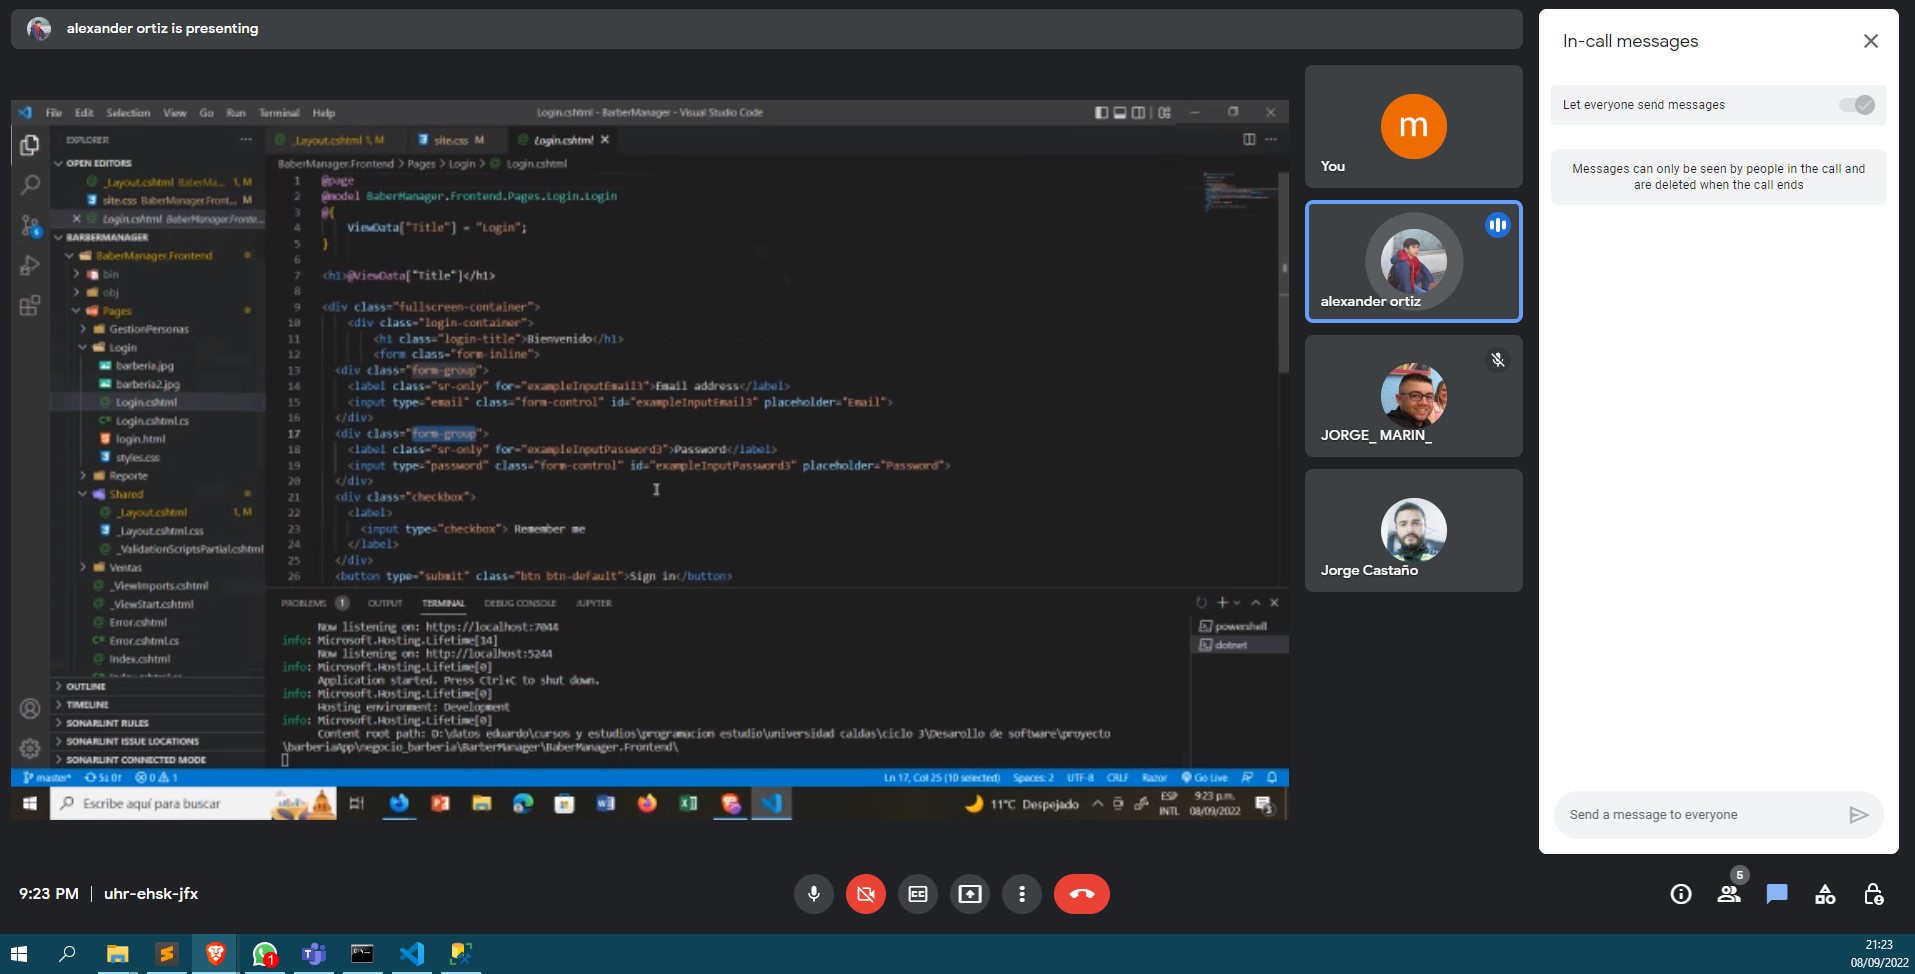 alexander ortiz is presenting
File Edit Selection View Go Run Terminal Help
Login.cshtml - BarberManager - Visual Studio Code
EXPLORER
OPEN EDITORS
_Layout.cshtml BaberMa... 1, M
site.css BaberManager.Front... M
Login.cshtml BaberManager.Fronte...
BARBERMANAGER
BaberManager.Frontend
bin
obj
Pages
GestionPersonas
Login
barberia.jpg
barberia2.jpg
Login.cshtml
Login.cshtml.cs
login.html
styles.css
Reporte
Shared
_Layout.cshtml 1, M
_Layout.cshtml.css
_ValidationScriptsPartial.cshtml
Ventas
_ViewImports.cshtml
_ViewStart.cshtml
Error.cshtml
Error.cshtml.cs
Index.cshtml
OUTLINE
TIMELINE
SONARLINT RULES
SONARLINT ISSUE LOCATIONS
SONARLINT CONNECTED MODE
_Layout.cshtml 1, M
site.css M
Login.cshtml
BaberManager.Frontend > Pages > Login > Login.cshtml
1 @page
2 @model BaberManager.Frontend.Pages.Login.Login
3 @{
4 ViewData["Title"] = "Login";
5 }
6
7 <h1>@ViewData["Title"]</h1>
8
9 <div class="fullscreen-container">
10 <div class="login-container">
11 <h1 class="login-title">Bienvenido</h1>
12 <form class="form-inline">
13 <div class="form-group">
14 <label class="sr-only" for="exampleInputEmail3">Email address</label>
15 <input type="email" class="form-control" id="exampleInputEmail3" placeholder="Email">
16 </div>
17 <div class="form-group">
18 <label class="sr-only" for="exampleInputPassword3">Password</label>
19 <input type="password" class="form-control" id="exampleInputPassword3" placeholder="Password">
20 </div>
21 <div class="checkbox">
22 <label>
23 <input type="checkbox"> Remember me
24 </label>
25 </div>
26 <button type="submit" class="btn btn-default">Sign in</button>
PROBLEMS 1 OUTPUT TERMINAL DEBUG CONSOLE JUPYTER
Now listening on: https://localhost:7044
info: Microsoft.Hosting.Lifetime[14]
Now listening on: http://localhost:5244
info: Microsoft.Hosting.Lifetime[0]
Application started. Press Ctrl+C to shut down.
info: Microsoft.Hosting.Lifetime[0]
Hosting environment: Development
info: Microsoft.Hosting.Lifetime[0]
Content root path: D:\datos eduardo\cursos y estudios\programacion estudio\universidad caldas\ciclo 3\Desarollo de software\proyecto
\barberiaApp\negocio_barberia\BarberManager\BaberManager.Frontend\
powershell
dotnet
master* 5↓ 0↑ 0 1
Ln 17, Col 25 (10 selected) Spaces: 2 UTF-8 CRLF Razor Go Live
Escribe aquí para buscar
11°C Despejado
ESP
INTL
9:23 p.m.
08/09/2022
3
m
You
alexander ortiz
JORGE_ MARIN_
Jorge Castaño
In-call messages
Let everyone send messages
Messages can only be seen by people in the call and
are deleted when the call ends
Send a message to everyone
9:23 PM | uhr-ehsk-jfx
5
1
21:23
08/09/2022